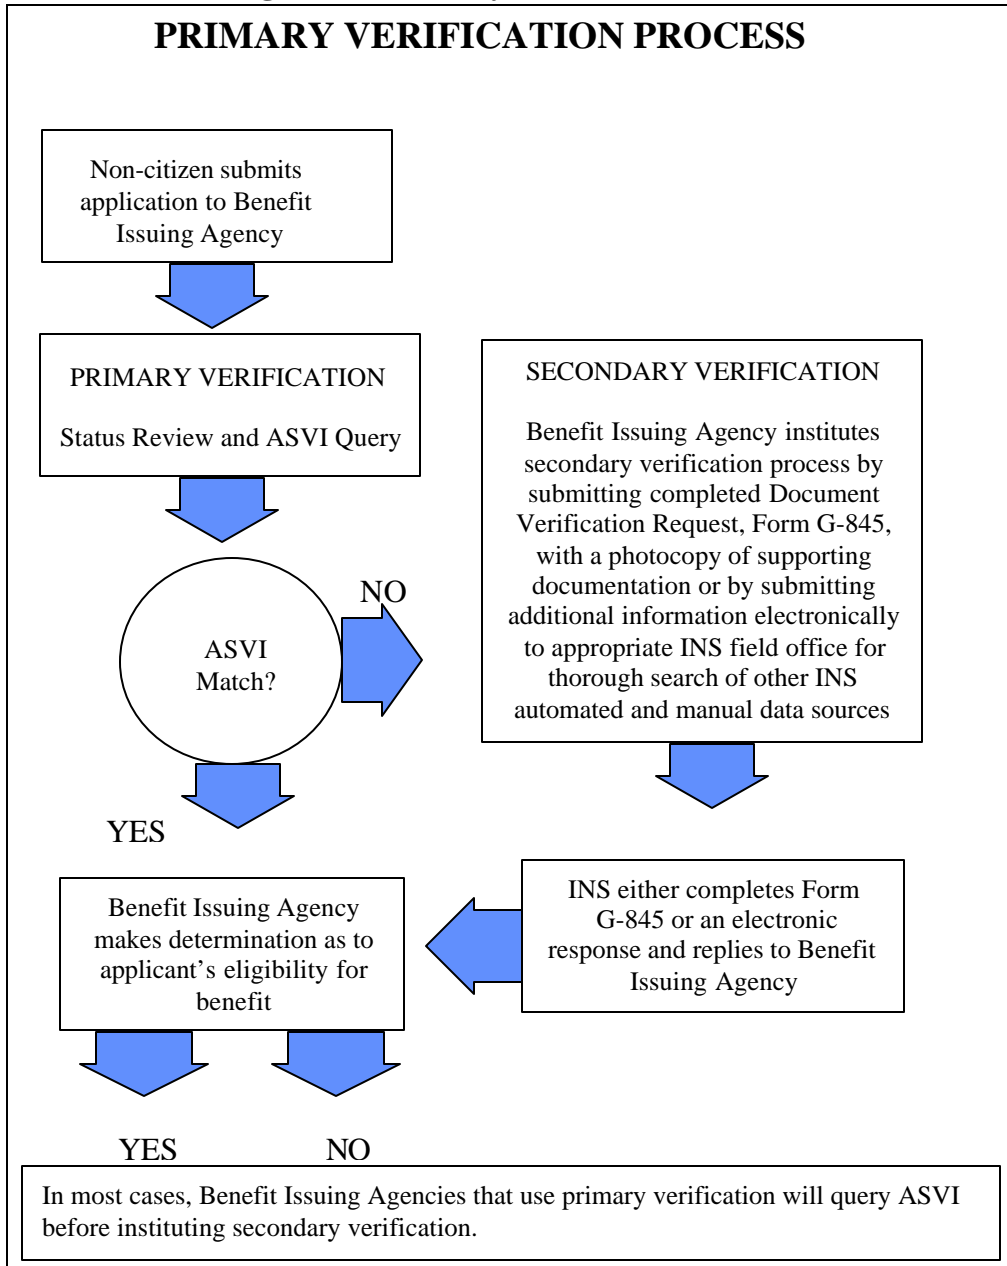 PRIMARY VERIFICATION PROCESS
Non-citizen submits
application to Benefit
Issuing Agency
PRIMARY VERIFICATION
Status Review and ASVI Query
ASVI
Match?
NO
SECONDARY VERIFICATION
Benefit Issuing Agency institutes
secondary verification process by
submitting completed Document
Verification Request, Form G-845,
with a photocopy of supporting
documentation or by submitting
additional information electronically
to appropriate INS field office for
thorough search of other INS
automated and manual data sources
YES
Benefit Issuing Agency
makes determination as to
applicant’s eligibility for
benefit
INS either completes Form
G-845 or an electronic
response and replies to Benefit
Issuing Agency
YES
NO
In most cases, Benefit Issuing Agencies that use primary verification will query ASVI
before instituting secondary verification.